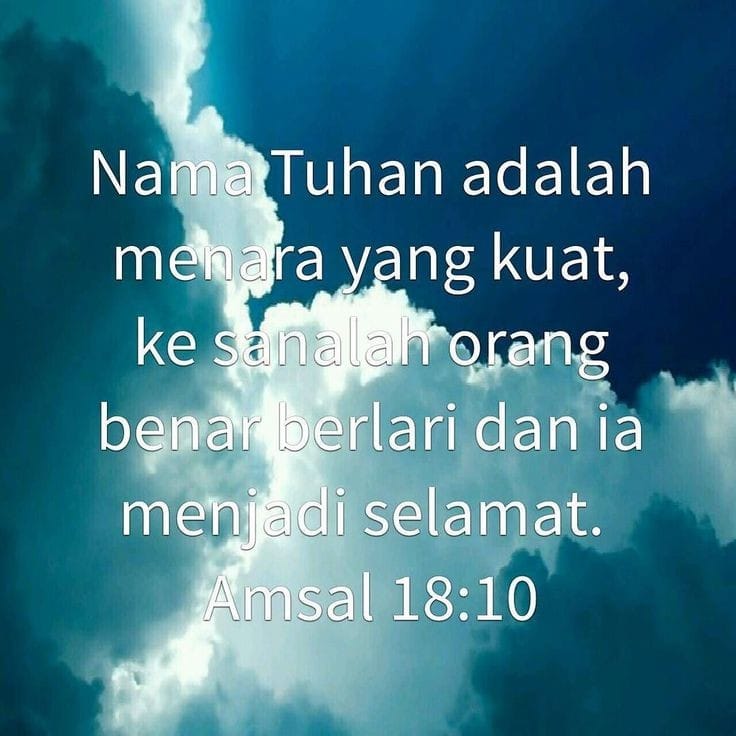 Nama Tuhan adalah
menara yang kuat,
ke sanalah orang
benar berlari dan ia
menjadi selamat.
Amsal 18:10